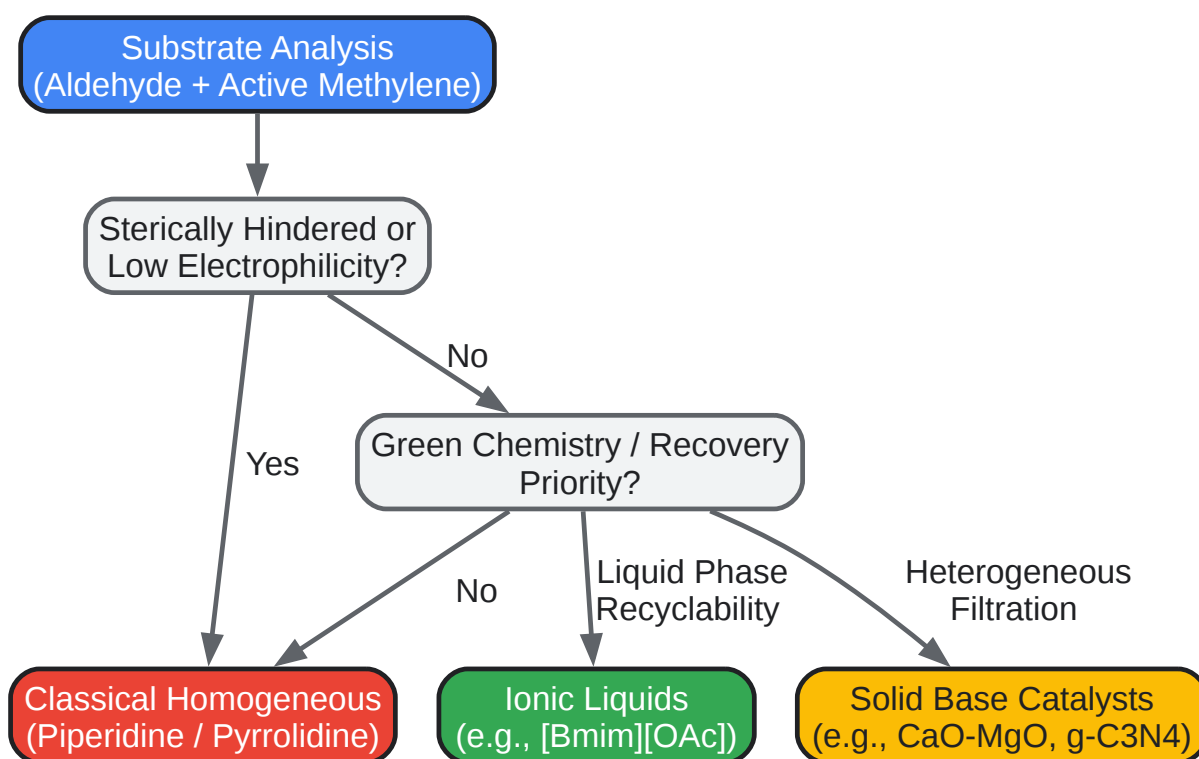 Substrate Analysis
(Aldehyde + Active Methylene)
Sterically Hindered or
Low Electrophilicity?
No
Green Chemistry / Recovery
Priority?
Yes
No
Liquid Phase
Recyclability
Heterogeneous
Filtration
Classical Homogeneous
(Piperidine / Pyrrolidine)
Ionic Liquids
(e.g., [Bmim][OAc])
Solid Base Catalysts
(e.g., CaO-MgO, g-C3N4)